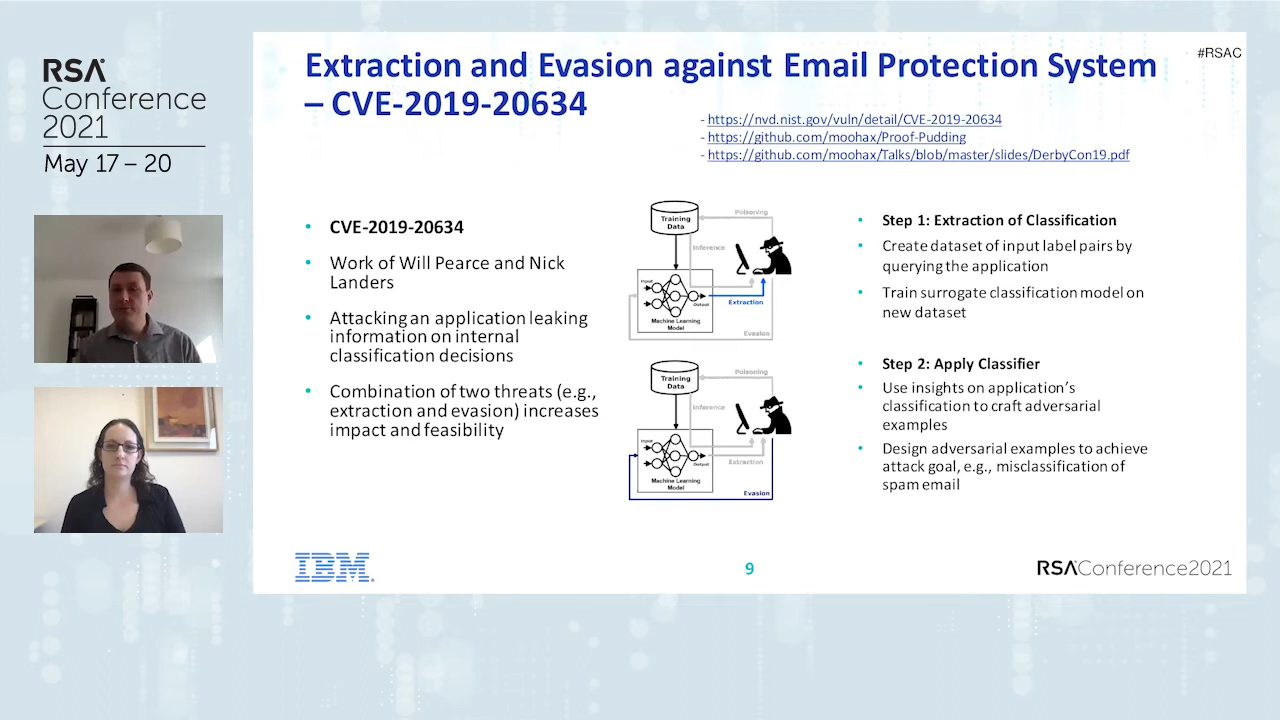 RSA
Conference
2021
May 17 – 20
#RSAC
Extraction and Evasion against Email Protection System
– CVE-2019-20634
- https://nvd.nist.gov/vuln/detail/CVE-2019-20634
- https://github.com/moohax/Proof-Pudding
- https://github.com/moohax/Talks/blob/master/slides/DerbyCon19.pdf
• CVE-2019-20634
• Work of Will Pearce and Nick
Landers
• Attacking an application leaking
information on internal
classification decisions
• Combination of two threats (e.g.,
extraction and evasion) increases
impact and feasibility
Training
Data
Poisoning
Inference
Input
Output
Machine Learning
Model
Extraction
Evasion
Training
Data
Poisoning
Inference
Input
Output
Machine Learning
Model
Extraction
Evasion
• Step 1: Extraction of Classification
• Create dataset of input label pairs by
querying the application
• Train surrogate classification model on
new dataset
• Step 2: Apply Classifier
• Use insights on application’s
classification to craft adversarial
examples
• Design adversarial examples to achieve
attack goal, e.g., misclassification of
spam email
IBM.
9
RSAConference2021